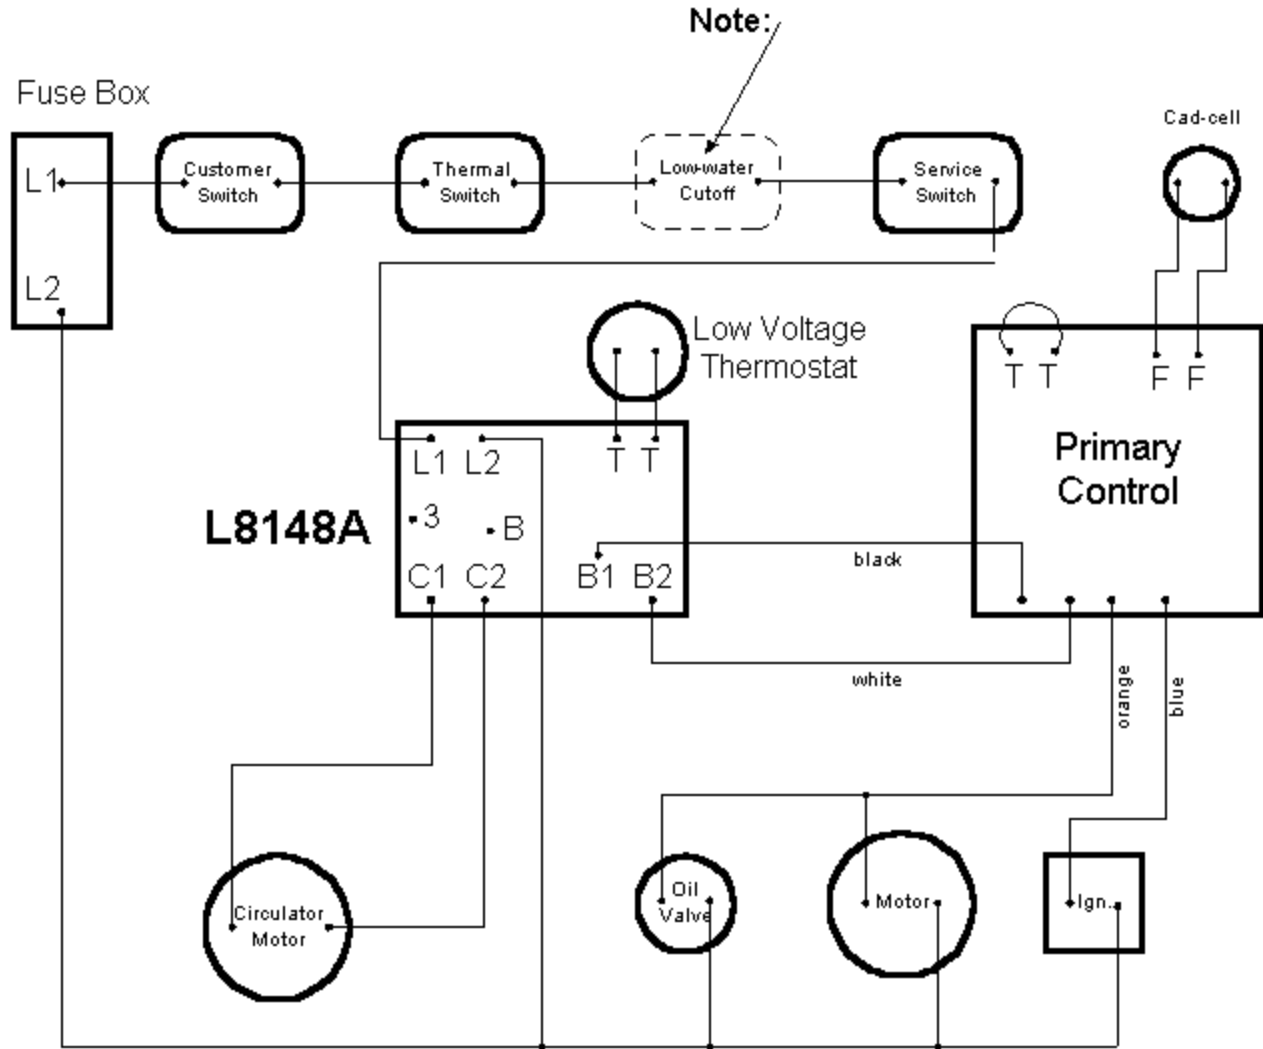 Note:
Fuse Box
Cad-cell
L1
Customer
Switch
Thermal
Switch
Low-water
Cutoff
Service
Switch
L2
Low Voltage
Thermostat
T T
F F
L1 L2
T T
Primary
Control
L8148A
3
B
C1 C2
B1 B2
black
white
orange
blue
Circulator
Motor
Oil
Valve
Motor
Ign.